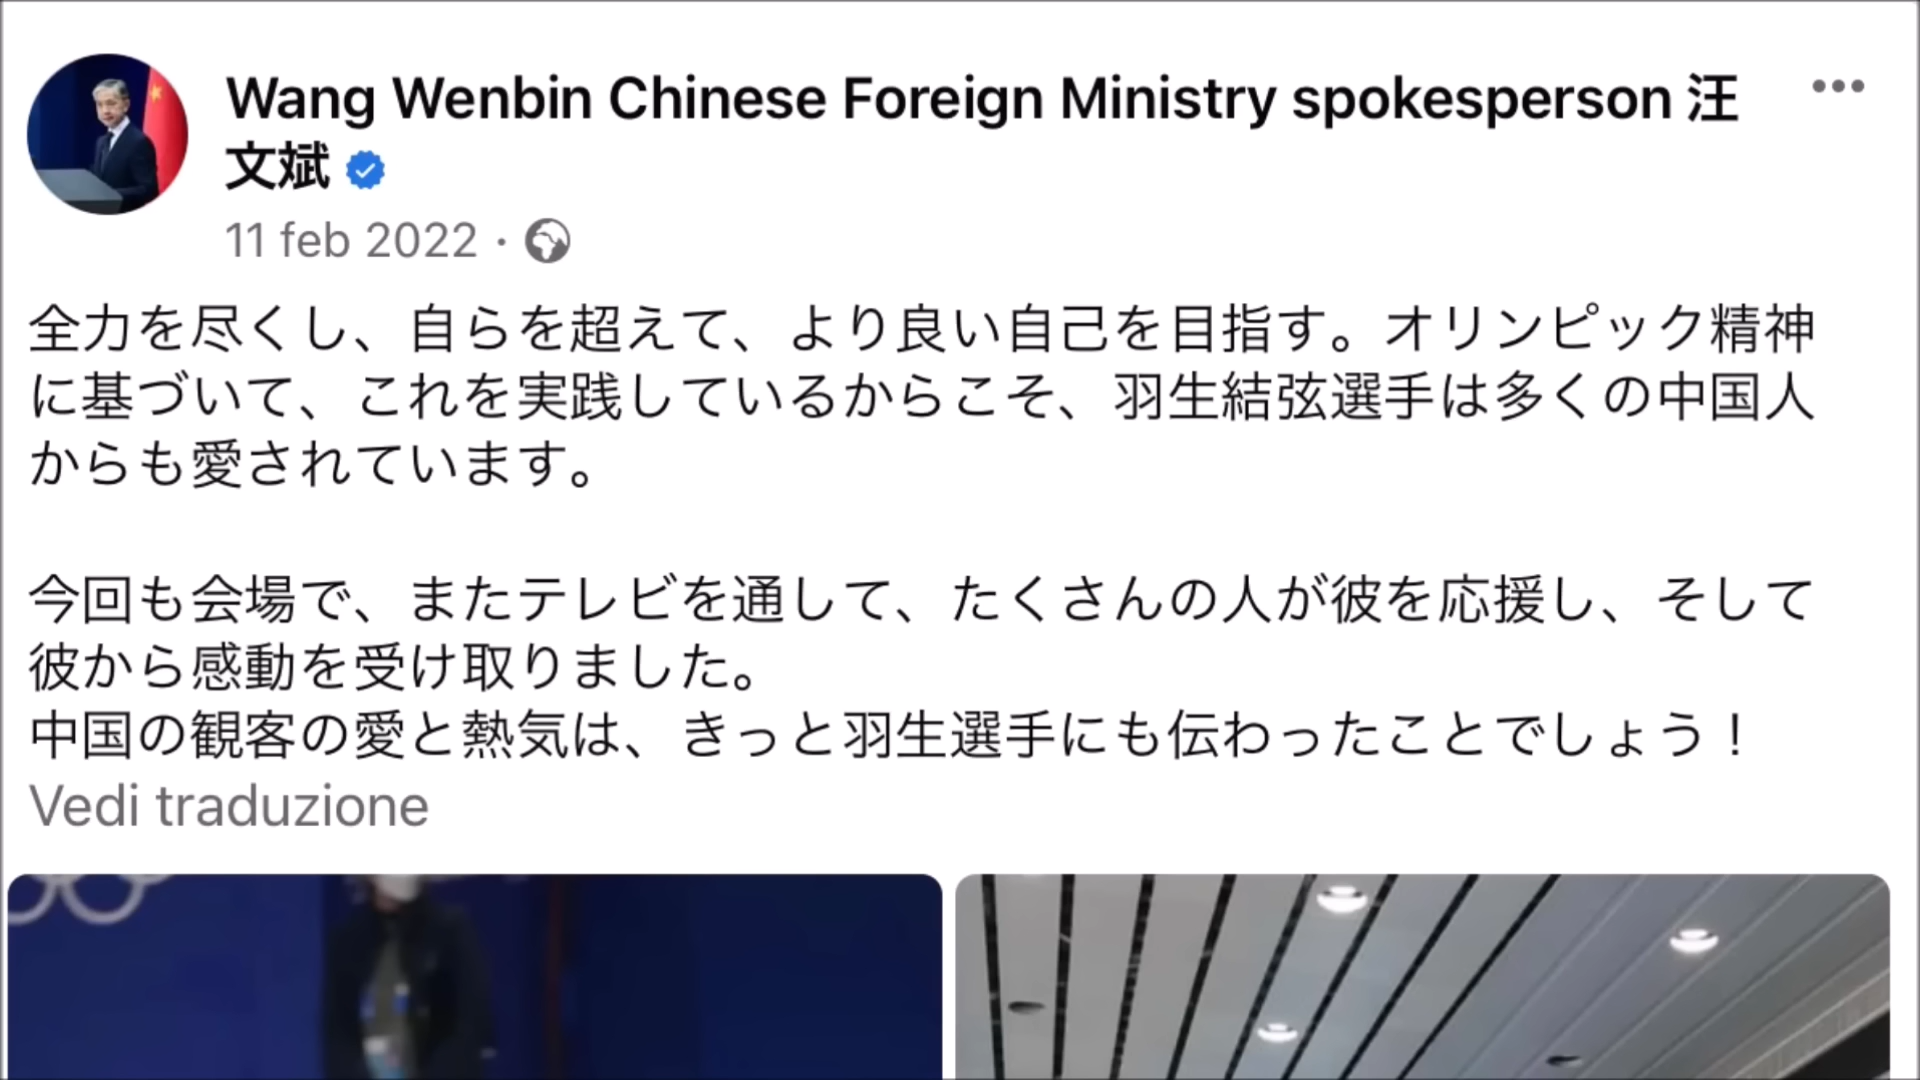 Wang Wenbin Chinese Foreign Ministry spokesperson 汪
文斌
11 feb 2022 ·
全力を尽くし、自らを超えて、より良い自己を目指す。オリンピック精神
に基づいて、これを実践しているからこそ、羽生結弦選手は多くの中国人
からも愛されています。
今回も会場で、またテレビを通して、たくさんの人が彼を応援し、そして
彼から感動を受け取りました。
中国の観客の愛と熱気は、きっと羽生選手にも伝わったことでしょう！
Vedi traduzione